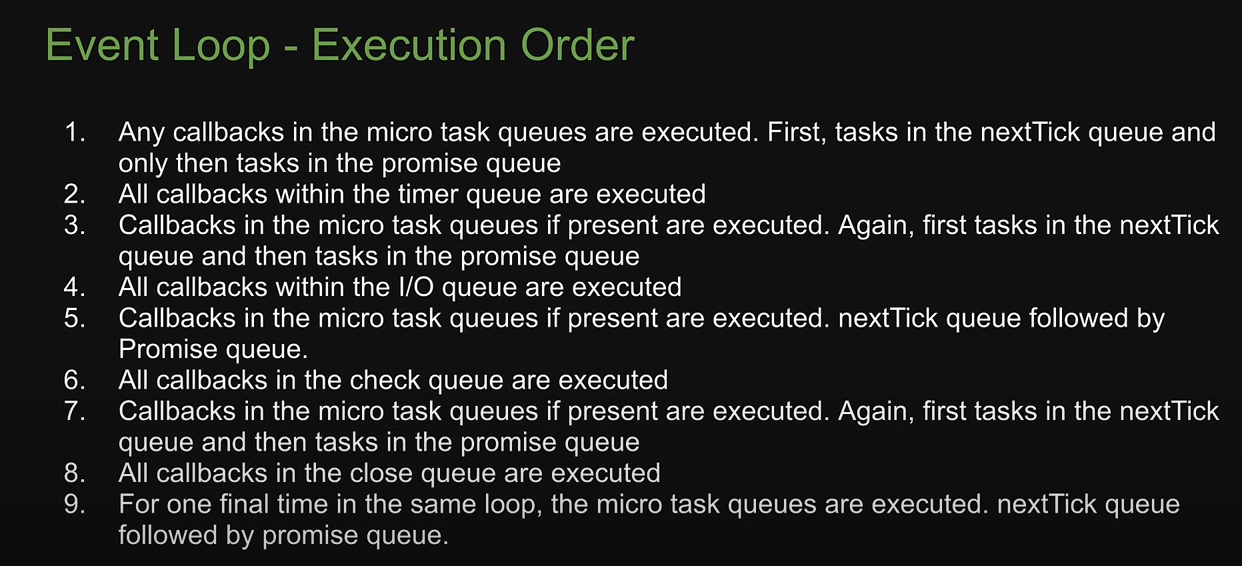 Event Loop - Execution Order
1. Any callbacks in the micro task queues are executed. First, tasks in the nextTick queue and
only then tasks in the promise queue
2. All callbacks within the timer queue are executed
3. Callbacks in the micro task queues if present are executed. Again, first tasks in the nextTick
queue and then tasks in the promise queue
4. All callbacks within the I/O queue are executed
5. Callbacks in the micro task queues if present are executed. nextTick queue followed by
Promise queue.
6. All callbacks in the check queue are executed
7. Callbacks in the micro task queues if present are executed. Again, first tasks in the nextTick
queue and then tasks in the promise queue
8. All callbacks in the close queue are executed
9. For one final time in the same loop, the micro task queues are executed. nextTick queue
followed by promise queue.